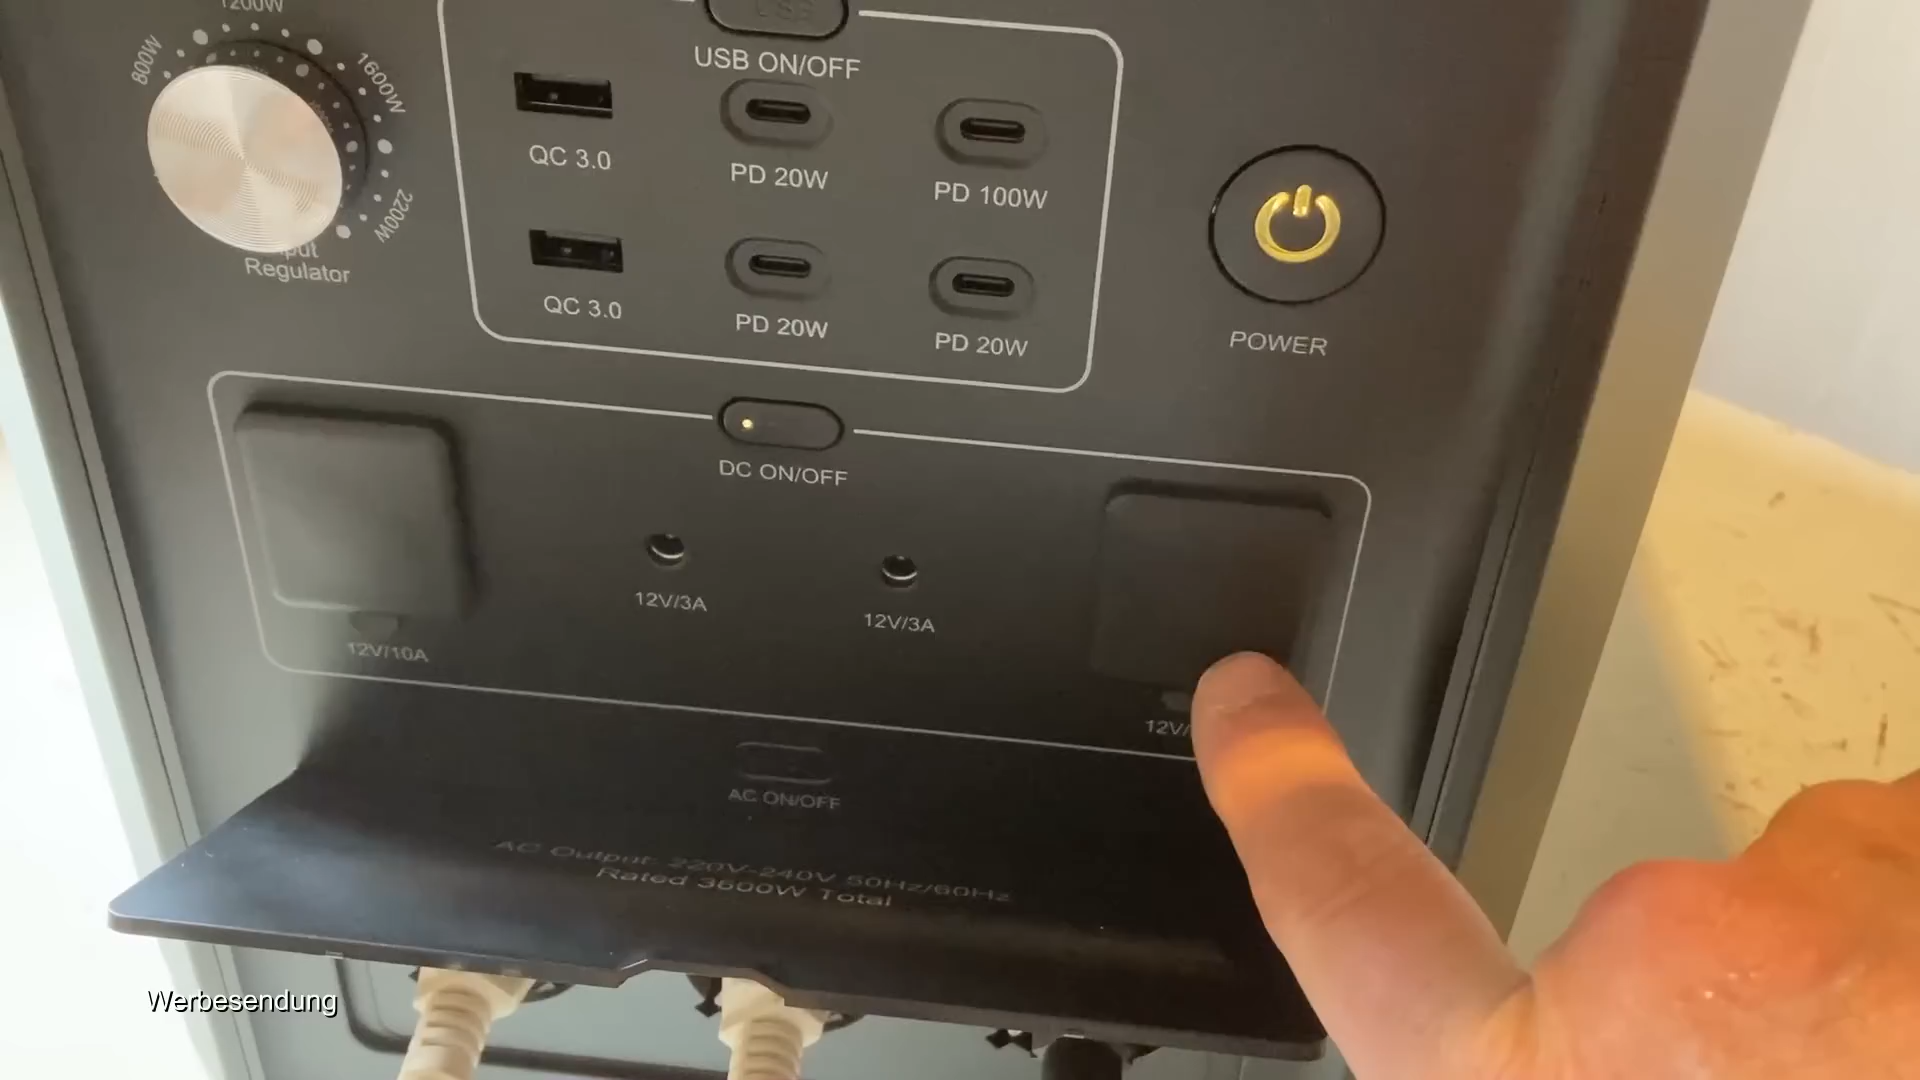 1200W
800W
1600W
2200W
Regulator
USB ON/OFF
QC 3.0
PD 20W
PD 100W
QC 3.0
PD 20W
PD 20W
POWER
DC ON/OFF
12V/10A
12V/3A
12V/3A
12V/
AC ON/OFF
AC Output: 220V-240V 50Hz/60Hz
Rated 3600W Total
Werbesendung